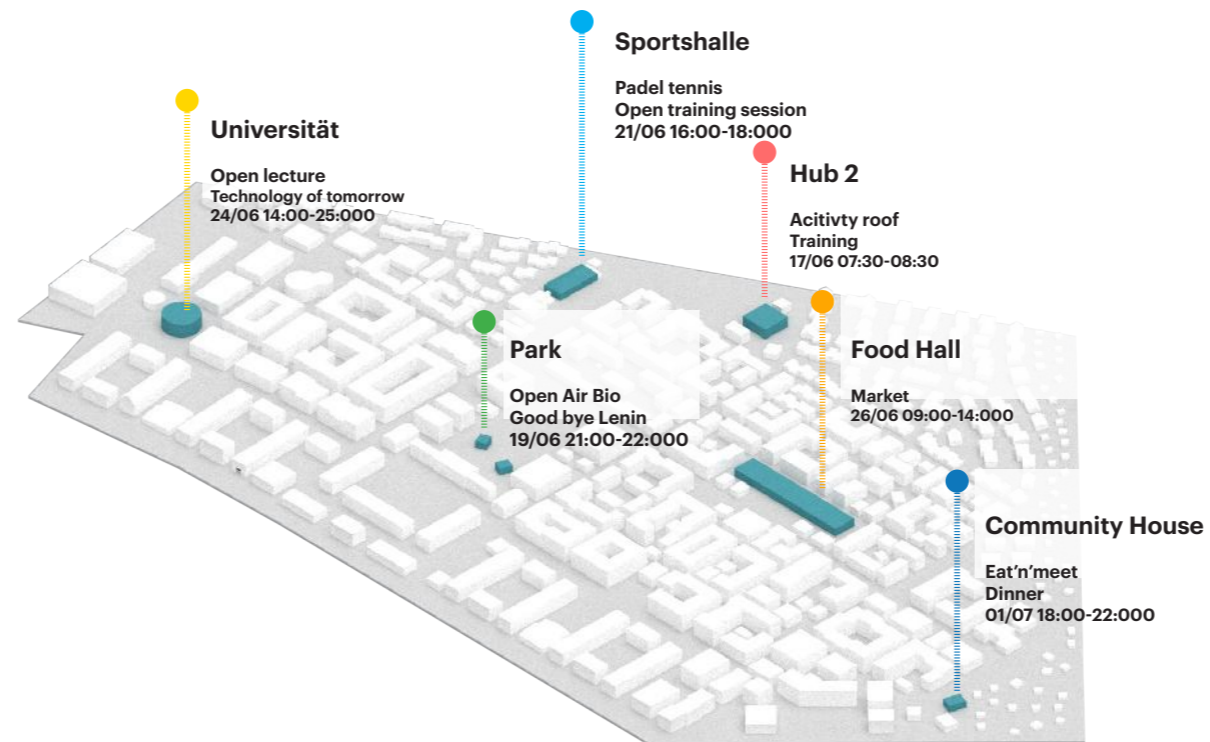 Sportshalle
Padel tennis
Open training session
21/06 16:00-18:000
Universität
Open lecture
Technology of tomorrow
24/06 14:00-25:000
Hub 2
Acitivty roof
Training
17/06 07:30-08:30
Park
Open Air Bio
Good bye Lenin
19/06 21:00-22:000
Food Hall
Market
26/06 09:00-14:000
Community House
Eat'n'meet
Dinner
01/07 18:00-22:000